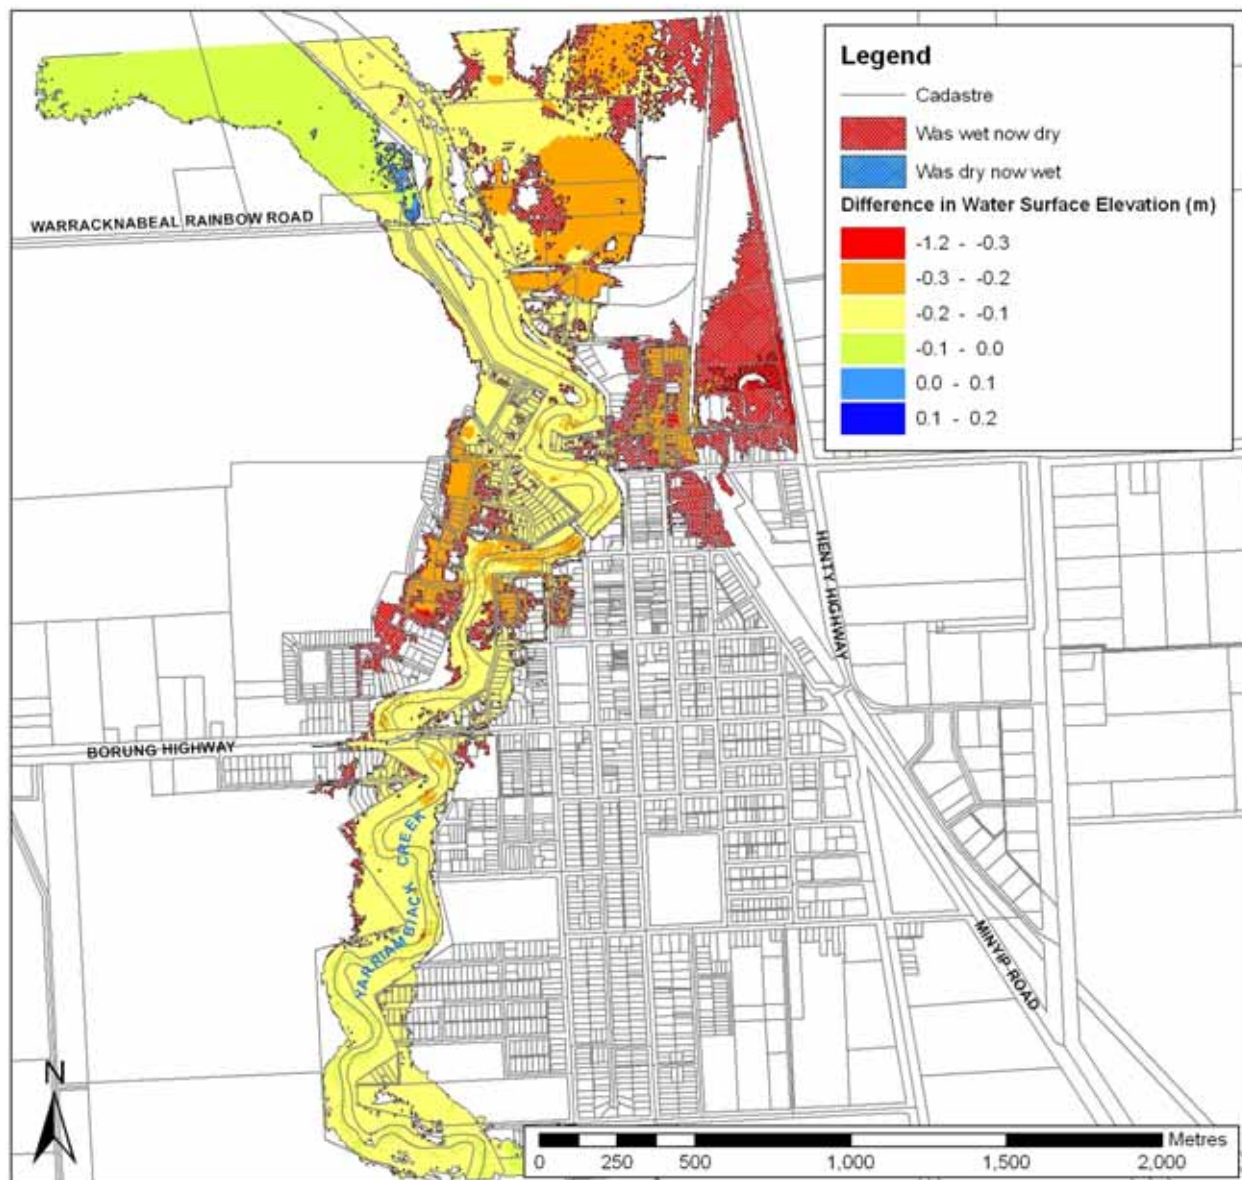 Legend
Cadastre
Was wet now dry
Was dry now wet
Difference in Water Surface Elevation (m)
-1.2 - -0.3
-0.3 - -0.2
-0.2 - -0.1
-0.1 - 0.0
0.0 - 0.1
0.1 - 0.2
WARRACKNABEAL RAINBOW ROAD
HENTY HIGHWAY
BORUNG HIGHWAY
YARRIAMBIACK CREEK
MINYIP ROAD
N
Metres
0 250 500 1,000 1,500 2,000